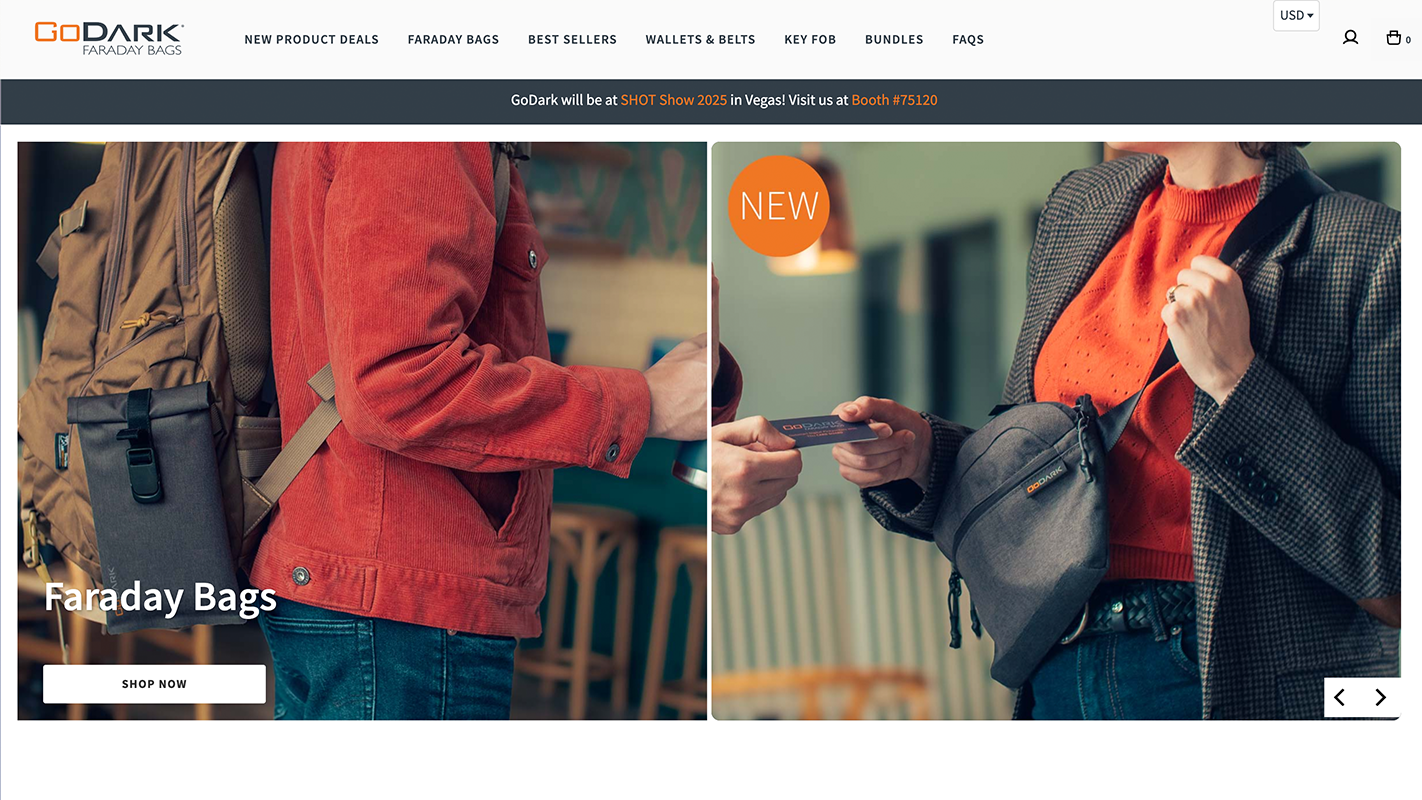 GoDARK®
FARADAY BAGS
NEW PRODUCT DEALS
FARADAY BAGS
BEST SELLERS
WALLETS & BELTS
KEY FOB
BUNDLES
FAQS
USD
0
GoDark will be at SHOT Show 2025 in Vegas! Visit us at Booth #75120
NEW
GoDARK
GoDARK
Faraday Bags
SHOP NOW